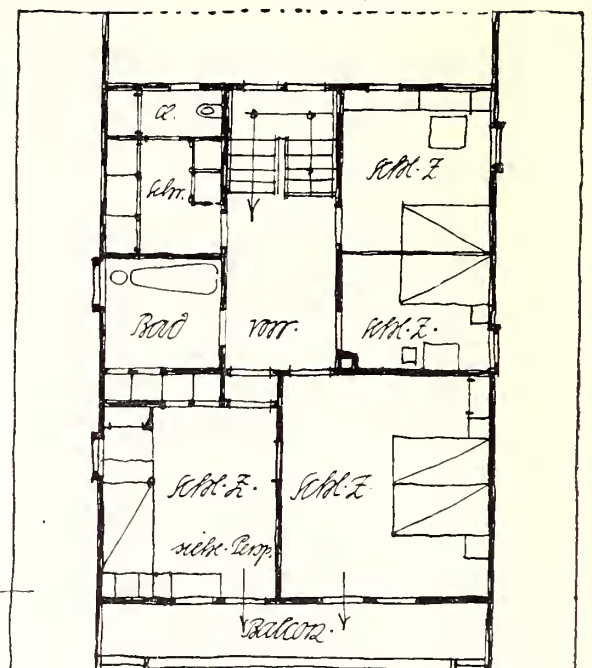 Cl.
Schl. Z
Schr.
Bad
Vorr.
Schl. Z.
Schl. Z.
Schl. Z
siehe Persp.
Balcon.